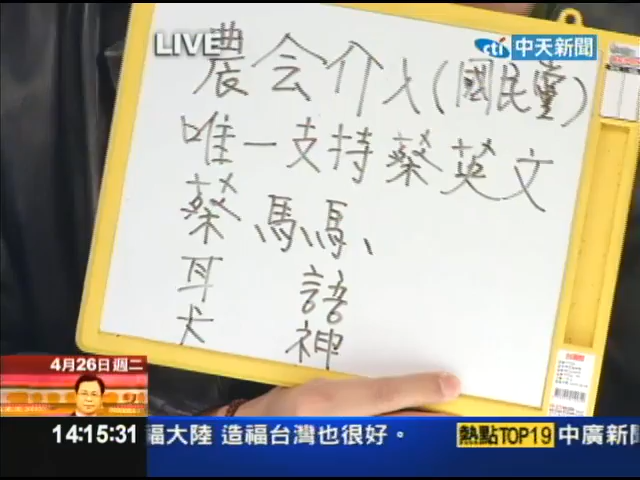 LIVE
cti 中天新聞
農会介入(國民黨)
唯一支持蔡英文
蔡 馬馬、
耳 語
犬 神
4月26日週二
14:15:31
福大陸 造福台灣也很好。
熱點TOP19 中廣新聞